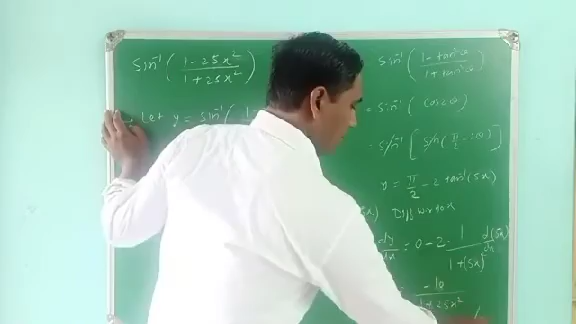 Sin⁻¹ ( 1 - 25x² / 1 + 25x² )
Let y = Sin⁻¹ ( 1
Sin⁻¹ ( 1 - tan²θ / 1 + tan²θ )
= Sin⁻¹ ( cos2θ )
= Sin⁻¹ [ Sin ( π/2 - 2θ ) ]
y = π/2 - 2 tan⁻¹ (5x)
x) Diff w.r.to x
dy/dx = 0 - 2 · 1 / 1 + (5x)² d(5x)/dx
= -10 / 1 + 25x²